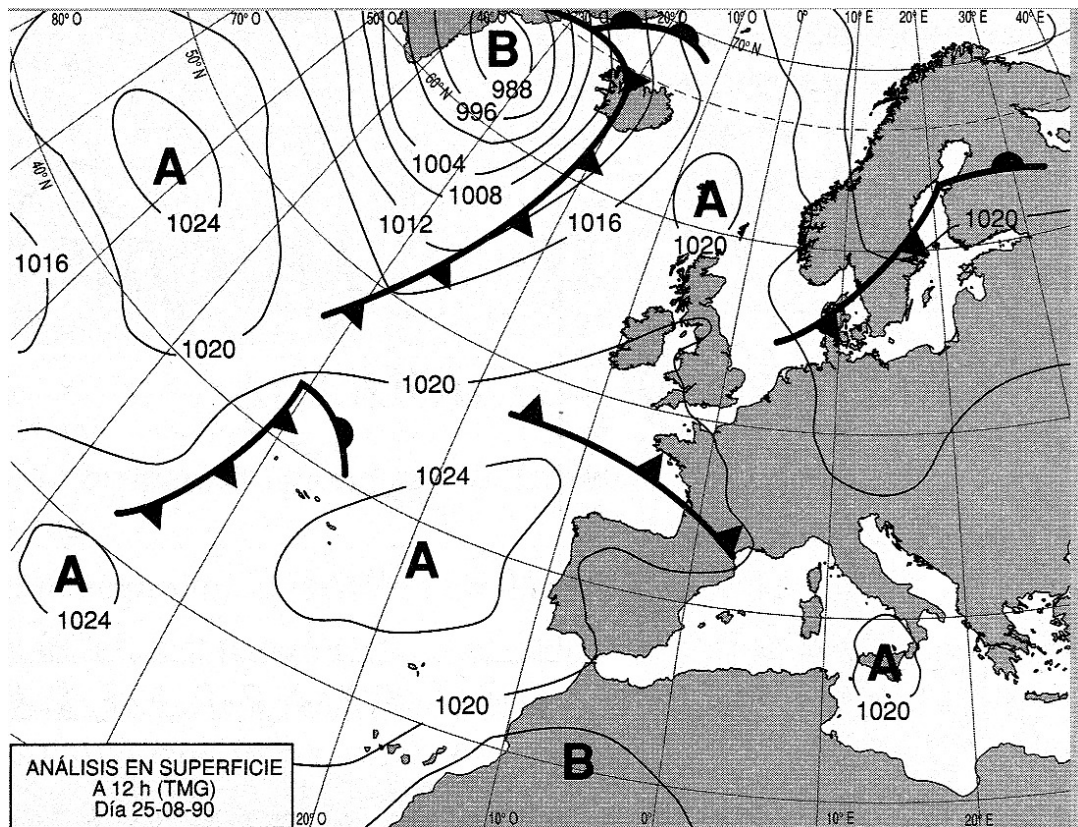 80° O 70° O 50° O 40° O 30° O 20° O 10° O 0° 10° E 20° E 30° E 40° E
50° N
60° N
70° N
B
988
996
1004
1008
1012
1016
40° N
A
1024
A
1020
1016
1020
1020
1020
1024
A
1024
A
A
1020
1020
B
ANÁLISIS EN SUPERFICIE
A 12 h (TMG)
Día 25-08-90
20° O 10° O 0° 10° E 20° E